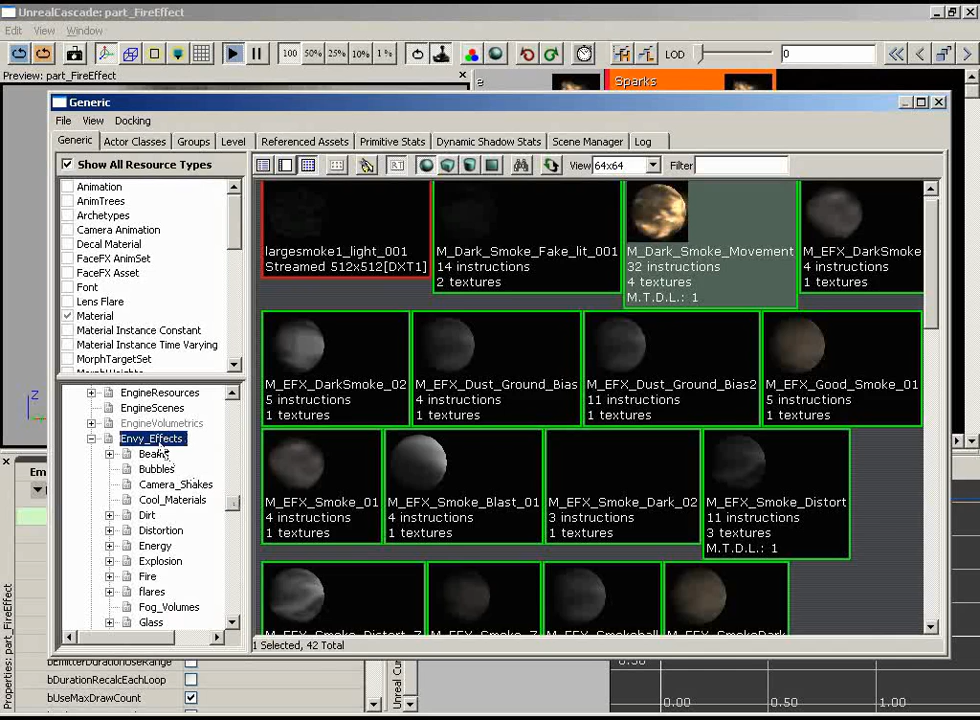 UnrealCascade: part_FireEffect
Edit View Window
100 50% 25% 10% 1% LOD 0
Preview: part_FireEffect
Sparks
Generic
File View Docking
Generic Actor Classes Groups Level Referenced Assets Primitive Stats Dynamic Shadow Stats Scene Manager Log
Show All Resource Types
View 64x64 Filter
Animation
AnimTrees
Archetypes
Camera Animation
Decal Material
FaceFX AnimSet
FaceFX Asset
Font
Lens Flare
Material
Material Instance Constant
Material Instance Time Varying
MorphTargetSet
EngineResources
EngineScenes
EngineVolumetrics
Envy_Effects
Bubbles
Camera_Shakes
Cool_Materials
Dirt
Distortion
Energy
Explosion
Fire
flares
Fog_Volumes
Glass
largesmoke1_light_001
Streamed 512x512[DXT1]
M_Dark_Smoke_Fake_lit_001
14 instructions
2 textures
M_Dark_Smoke_Movement
32 instructions
4 textures
M.T.D.L.: 1
M_EFX_DarkSmoke
4 instructions
1 textures
M_EFX_DarkSmoke_02
5 instructions
1 textures
M_EFX_Dust_Ground_Bias
4 instructions
1 textures
M_EFX_Dust_Ground_Bias2
11 instructions
1 textures
M_EFX_Good_Smoke_01
5 instructions
1 textures
M_EFX_Smoke_01
4 instructions
1 textures
M_EFX_Smoke_Blast_01
4 instructions
1 textures
M_EFX_Smoke_Dark_02
3 instructions
1 textures
M_EFX_Smoke_Distort
11 instructions
3 textures
M.T.D.L.: 1
1 Selected, 42 Total
Properties: part_FireEffect
bDurationRecalcEachLoop
bUseMaxDrawCount
Unreal Cur
0.50
0.00 0.50 1.00